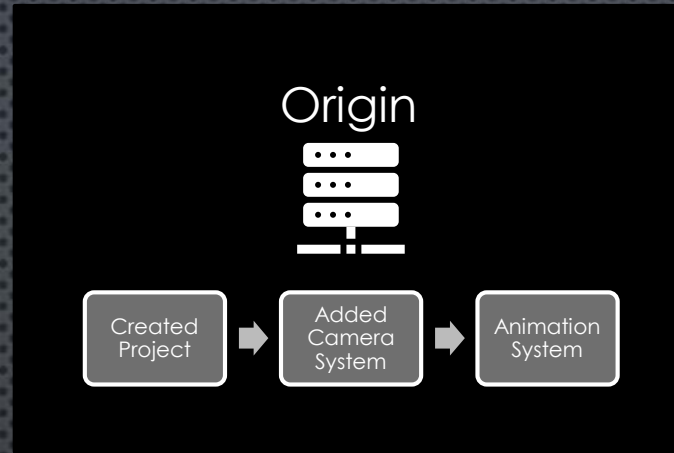 Origin
Created
Project
Added
Camera
System
Animation
System